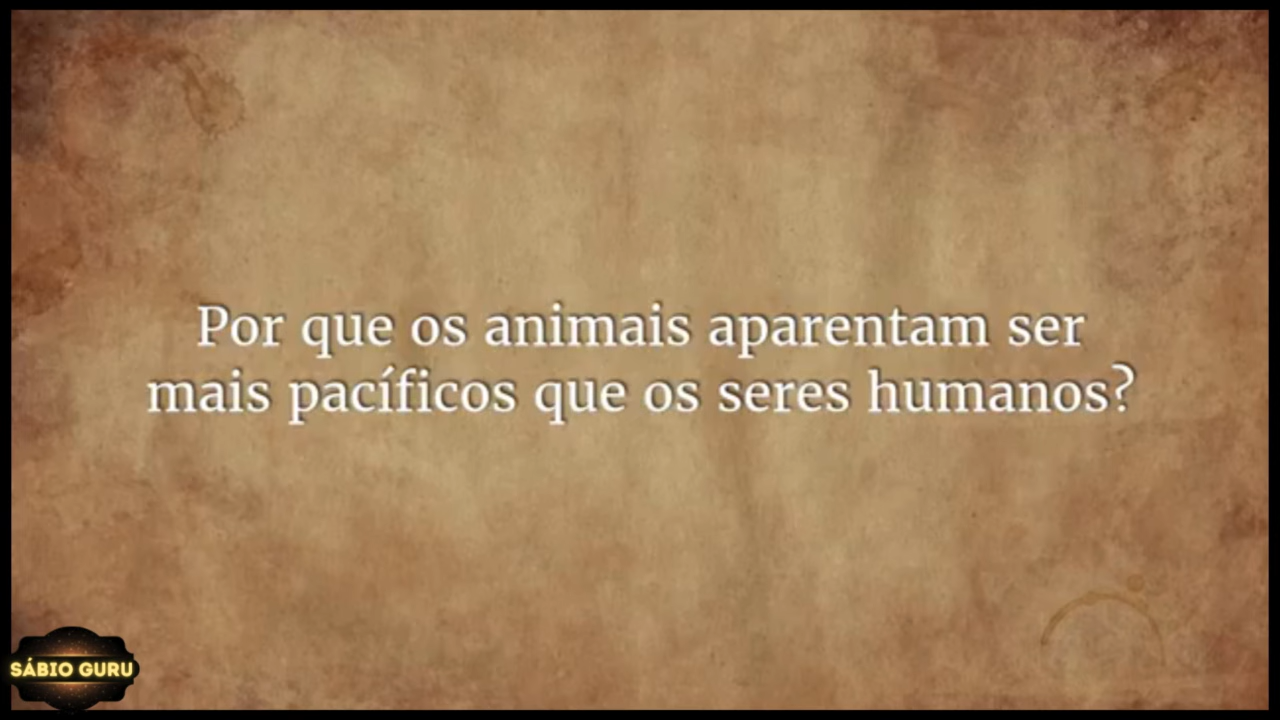 Por que os animais aparentam ser
mais pacíficos que os seres humanos?
SÁBIO GURU